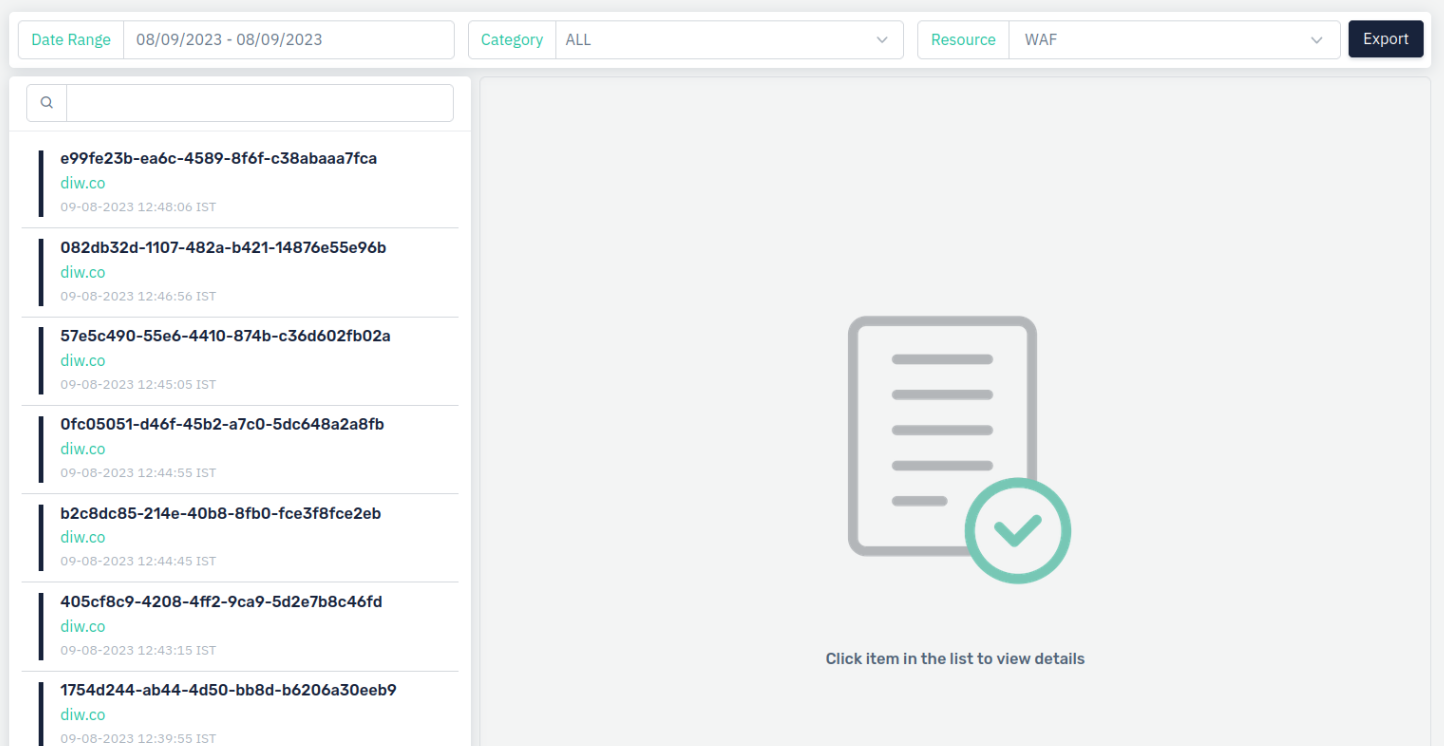 Date Range 08/09/2023 - 08/09/2023 Category ALL Resource WAF Export
e99fe23b-ea6c-4589-8f6f-c38abaaa7fca
diw.co
09-08-2023 12:48:06 IST
082db32d-1107-482a-b421-14876e55e96b
diw.co
09-08-2023 12:46:56 IST
57e5c490-55e6-4410-874b-c36d602fb02a
diw.co
09-08-2023 12:45:05 IST
0fc05051-d46f-45b2-a7c0-5dc648a2a8fb
diw.co
09-08-2023 12:44:55 IST
b2c8dc85-214e-40b8-8fb0-fce3f8fce2eb
diw.co
09-08-2023 12:44:45 IST
405cf8c9-4208-4ff2-9ca9-5d2e7b8c46fd
diw.co
09-08-2023 12:43:15 IST
1754d244-ab44-4d50-bb8d-b6206a30eeb9
diw.co
09-08-2023 12:39:55 IST
Click item in the list to view details